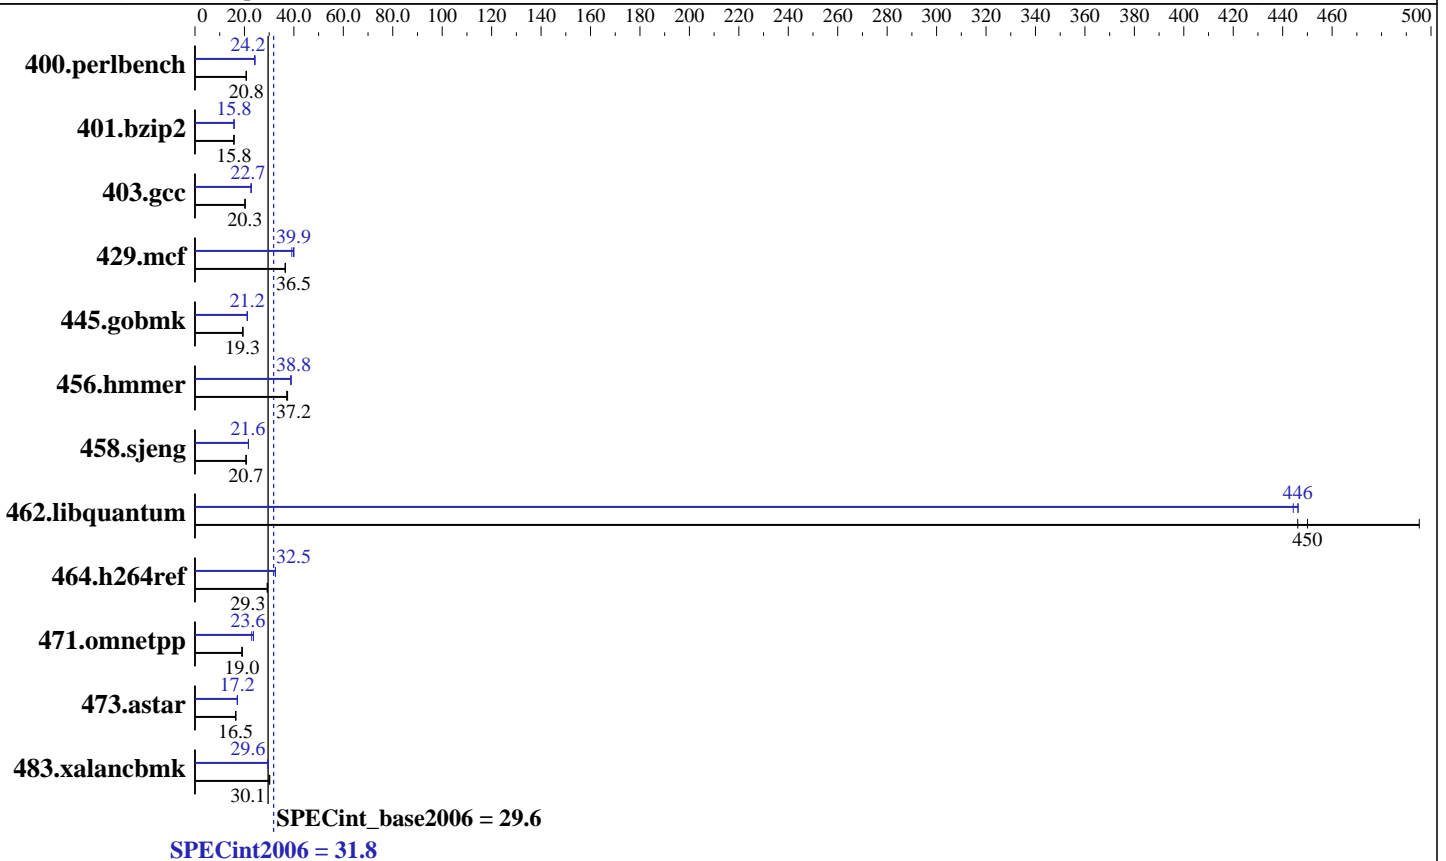 0 20.0 40.0 60.0 80.0 100 120 140 160 180 200 220 240 260 280 300 320 340 360 380 400 420 440 460 500
24.2
400.perlbench
20.8
15.8
401.bzip2
15.8
22.7
403.gcc
20.3
39.9
429.mcf
36.5
21.2
445.gobmk
19.3
38.8
456.hmmer
37.2
21.6
458.sjeng
20.7
446
462.libquantum
450
32.5
464.h264ref
29.3
23.6
471.omnetpp
19.0
17.2
473.astar
16.5
29.6
483.xalancbmk
30.1
SPECint_base2006 = 29.6
SPECint2006 = 31.8